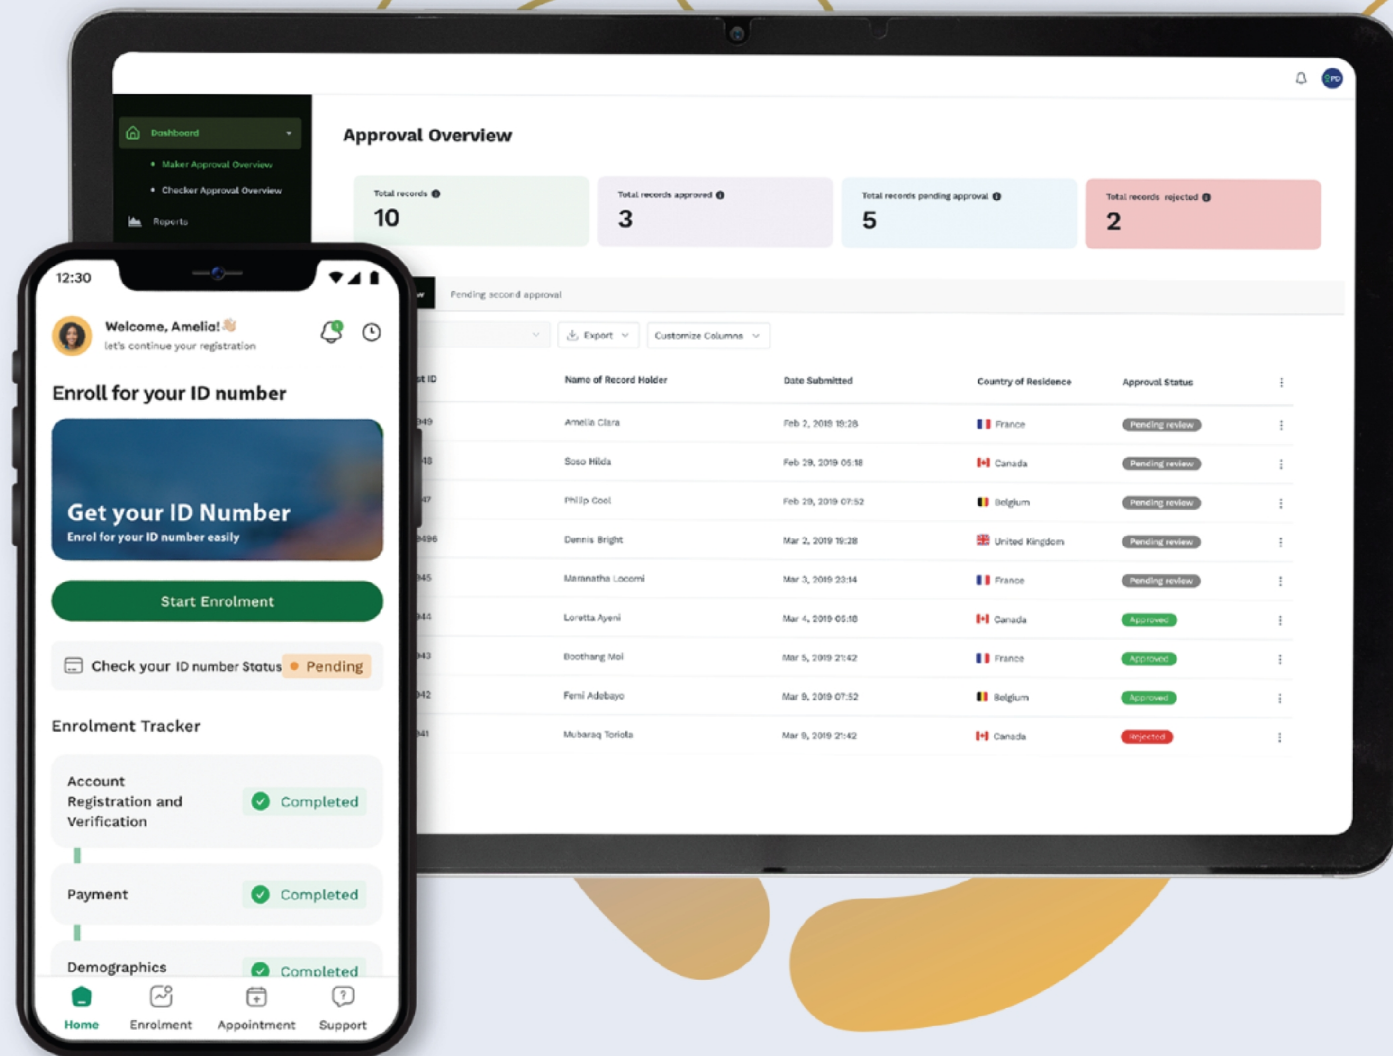 Dashboard
Maker Approval Overview
Checker Approval Overview
Reports
Approval Overview
Total records
10
Total records approved
3
Total records pending approval
5
Total records rejected
2
Pending second approval
Export
Customize Columns
ID
Name of Record Holder
Date Submitted
Country of Residence
Approval Status
Amelia Clara
Feb 2, 2019 19:28
France
Pending review
Soso Hilda
Feb 29, 2019 05:18
Canada
Pending review
Philip Cool
Feb 29, 2019 07:52
Belgium
Pending review
Dennis Bright
Mar 2, 2019 19:28
United Kingdom
Pending review
Maranatha Locomi
Mar 3, 2019 23:14
France
Pending review
Loretta Ayeni
Mar 4, 2019 05:18
Canada
Approved
Boothang Moi
Mar 5, 2019 21:42
France
Approved
Femi Adebayo
Mar 9, 2019 07:52
Belgium
Approved
Mubaraq Toriola
Mar 9, 2019 21:42
Canada
Rejected
12:30
Welcome, Amelia!👋🏼
let's continue your registration
Enroll for your ID number
Get your ID Number
Enrol for your ID number easily
Start Enrolment
Check your ID number Status
Pending
Enrolment Tracker
Account
Registration and
Verification
Completed
Payment
Completed
Demographics
Completed
Home
Enrolment
Appointment
Support